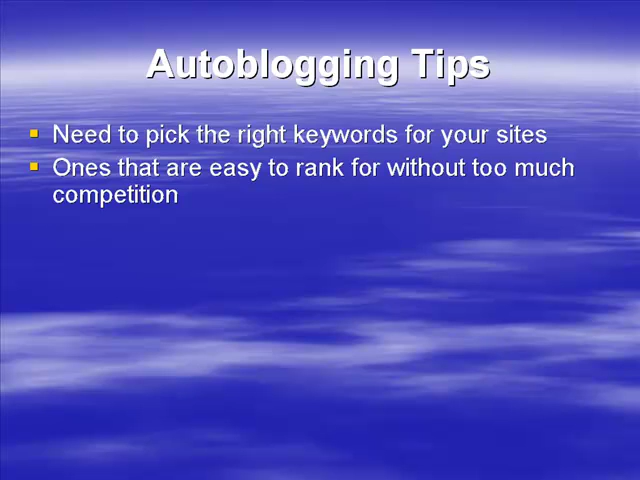 Autoblogging Tips
Need to pick the right keywords for your sites
Ones that are easy to rank for without too much
competition